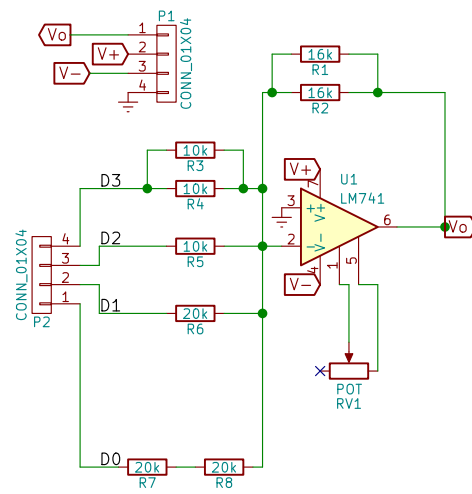 P1
Vo
1
V+
2
V-
3
4
CONN_01X04
16k
R1
16k
R2
10k
R3
D3
10k
R4
V+
7
U1
LM741
3
+
V+
6
Vo
2
-
V-
4
1
5
V-
D2
10k
R5
4
3
2
1
CONN_01X04
P2
D1
20k
R6
POT
RV1
D0
20k
R7
20k
R8